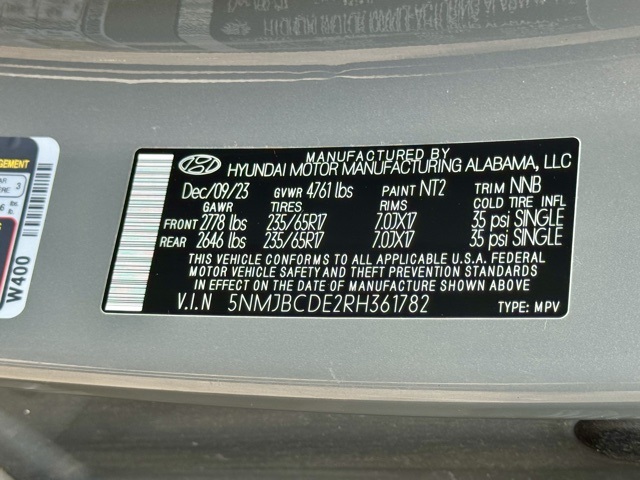 MANUFACTURED BY
HYUNDAI MOTOR MANUFACTURING ALABAMA, LLC
Dec/09/23 GVWR 4761 lbs PAINT NT2 TRIM NNB
TIRES RIMS COLD TIRE INFL
FRONT 2778 lbs 235/65R17 7.0JX17 35 psi SINGLE
REAR 2646 lbs 235/65R17 7.0JX17 35 psi SINGLE
THIS VEHICLE CONFORMS TO ALL APPLICABLE U.S.A. FEDERAL
MOTOR VEHICLE SAFETY AND THEFT PREVENTION STANDARDS
IN EFFECT ON THE DATE OF MANUFACTURE SHOWN ABOVE
V.I.N 5NMJBCDE2RH361782 TYPE: MPV
W400